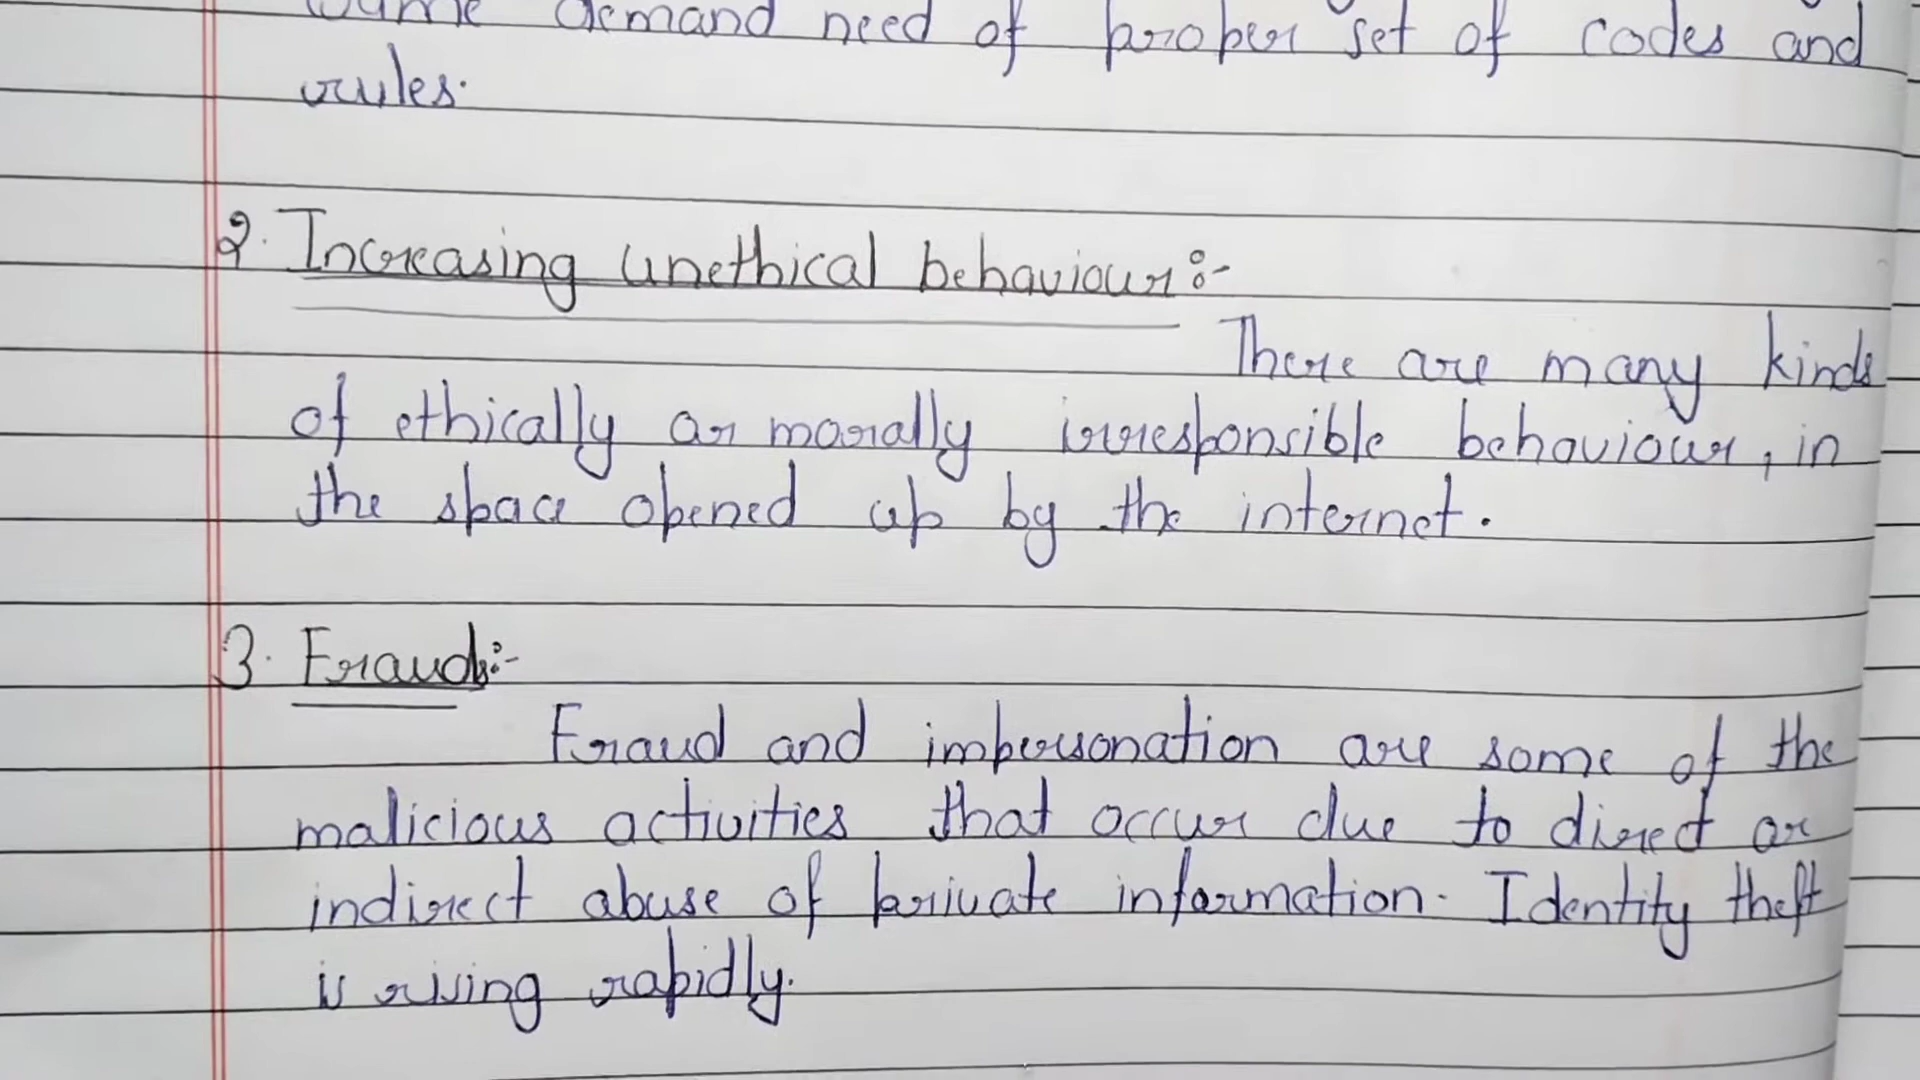 demand need of proper set of codes and
rules.
2. Increasing unethical behaviour:-
There are many kinds
of ethically or morally irresponsible behaviour, in
the space opened up by the internet.
3. Frauds:-
Fraud and impersonation are some of the
malicious activities that occur due to direct or
indirect abuse of private information. Identity theft
is rising rapidly.